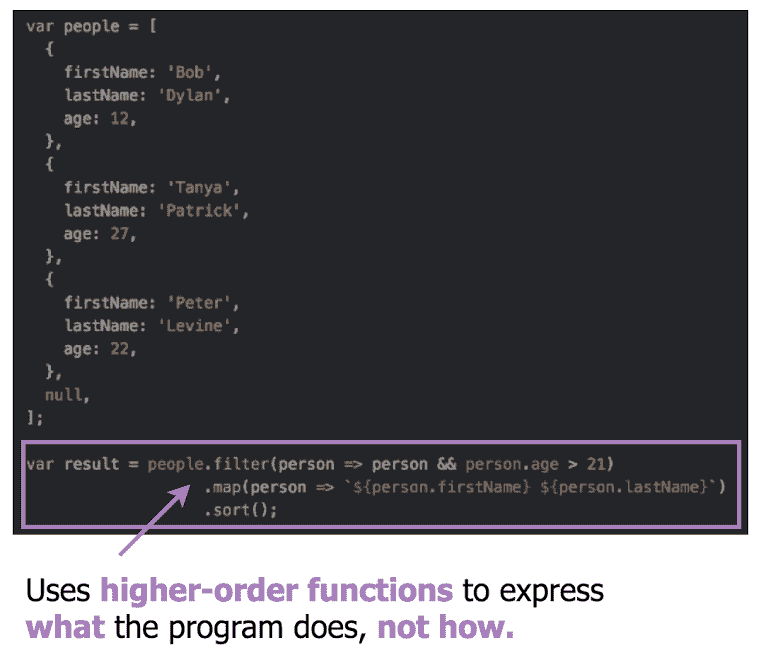 var people = [
  {
    firstName: 'Bob',
    lastName: 'Dylan',
    age: 12,
  },
  {
    firstName: 'Tanya',
    lastName: 'Patrick',
    age: 27,
  },
  {
    firstName: 'Peter',
    lastName: 'Levine',
    age: 22,
  },
  null,
];
var result = people.filter(person => person && person.age > 21)
                   .map(person => `${person.firstName} ${person.lastName}`)
                   .sort();
Uses higher-order functions to express
what the program does, not how.